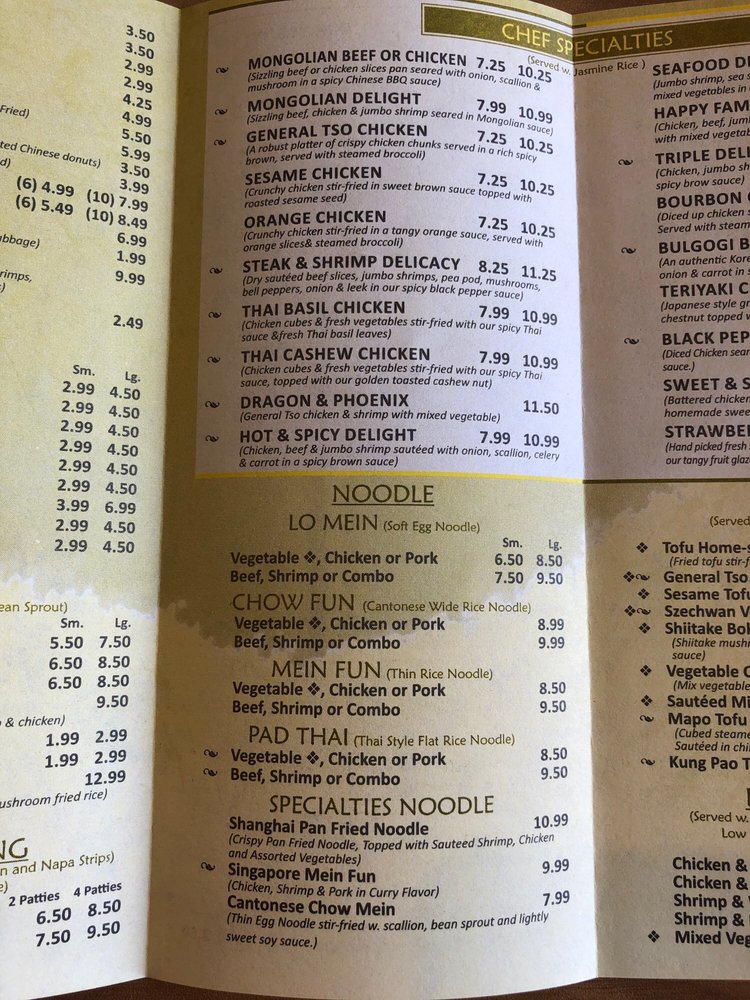 3.50
3.50
2.99
2.99
4.25
Fried) 4.99
5.50
5.99
ted Chinese donuts) 3.50
d) 3.99
(6) 4.99 (10) 7.99
(6) 5.49 (10) 8.49
6.99
abbage) 1.99
rimps, 9.99
2.49
Sm. Lg.
2.99 4.50
2.99 4.50
2.99 4.50
2.99 4.50
2.99 4.50
2.99 4.50
3.99 6.99
2.99 4.50
2.99 4.50
ean Sprout)
Sm. Lg.
5.50 7.50
6.50 8.50
6.50 8.50
9.50
& chicken)
1.99 2.99
1.99 2.99
12.99
ushroom fried rice)
NG
n and Napa Strips)
e)
2 Patties 4 Patties
6.50 8.50
7.50 9.50
CHEF SPECIALTIES
(Served w. Jasmine Rice )
MONGOLIAN BEEF OR CHICKEN 7.25 10.25
(Sizzling beef or chicken slices pan seared with onion, scallion &
mushroom in a spicy Chinese BBQ sauce)
MONGOLIAN DELIGHT 7.99 10.99
(Sizzling beef, chicken & jumbo shrimp seared in Mongolian sauce)
GENERAL TSO CHICKEN 7.25 10.25
(A robust platter of crispy chicken chunks served in a rich spicy
brown, served with steamed broccoli)
SESAME CHICKEN 7.25 10.25
(Crunchy chicken stir-fried in sweet brown sauce topped with
roasted sesame seed)
ORANGE CHICKEN 7.25 10.25
(Crunchy chicken stir-fried in a tangy orange sauce, served with
orange slices& steamed broccoli)
STEAK & SHRIMP DELICACY 8.25 11.25
(Dry sautéed beef slices, jumbo shrimps, pea pod, mushrooms,
bell peppers, onion & leek in our spicy black pepper sauce)
THAI BASIL CHICKEN 7.99 10.99
(Chicken cubes & fresh vegetables stir-fried with our spicy Thai
sauce &fresh Thai basil leaves)
THAI CASHEW CHICKEN 7.99 10.99
(Chicken cubes & fresh vegetables stir-fried with our spicy Thai
sauce, topped with our golden toasted cashew nut)
DRAGON & PHOENIX 11.50
(General Tso chicken & shrimp with mixed vegetable)
HOT & SPICY DELIGHT 7.99 10.99
(Chicken, beef & jumbo shrimp sautéed with onion, scallion, celery
& carrot in a spicy brown sauce)
NOODLE
LO MEIN (Soft Egg Noodle)
Sm. Lg.
Vegetable ❖, Chicken or Pork 6.50 8.50
Beef, Shrimp or Combo 7.50 9.50
CHOW FUN (Cantonese Wide Rice Noodle)
Vegetable ❖, Chicken or Pork 8.99
Beef, Shrimp or Combo 9.99
MEIN FUN (Thin Rice Noodle)
Vegetable ❖, Chicken or Pork 8.50
Beef, Shrimp or Combo 9.50
PAD THAI (Thai Style Flat Rice Noodle)
Vegetable ❖, Chicken or Pork 8.50
Beef, Shrimp or Combo 9.50
SPECIALTIES NOODLE
Shanghai Pan Fried Noodle 10.99
(Crispy Pan Fried Noodle, Topped with Sauteed Shrimp, Chicken
and Assorted Vegetables)
Singapore Mein Fun 9.99
(Chicken, Shrimp & Pork in Curry Flavor)
Cantonese Chow Mein 7.99
(Thin Egg Noodle stir-fried w. scallion, bean sprout and lightly
sweet soy sauce.)
SEAFOOD DE
(Jumbo shrimp, sea s
mixed vegetables in
HAPPY FAM
(Chicken, beef, jumb
with mixed vegetab
TRIPLE DELI
(Chicken, jumbo sh
spicy brow sauce)
BOURBON C
(Diced up chicken
Served with steam
BULGOGI B
(An authentic Kore
onion & carrot in s
TERIYAKI C
(Japanese style gr
chestnut topped w
BLACK PEP
(Diced Chicken sear
sauce.)
SWEET & S
(Battered chicken
homemade swee
STRAWBER
(Hand picked fresh
our tangy fruit glaz
(Served
❖ Tofu Home-s
(Fried tofu stir-f
❖ General Tso
❖ Sesame Tofu
❖ Szechwan V
❖ Shiitake Bok
(Shiitake mushr
sauce)
❖ Vegetable C
(Mix vegetable
❖ Sautéed Mi
Mapo Tofu
(Cubed steame
Sautéed in chi
Kung Pao T
(Served w.
Low
Chicken &
Chicken &
Shrimp &
Shrimp &
❖ Mixed Veg